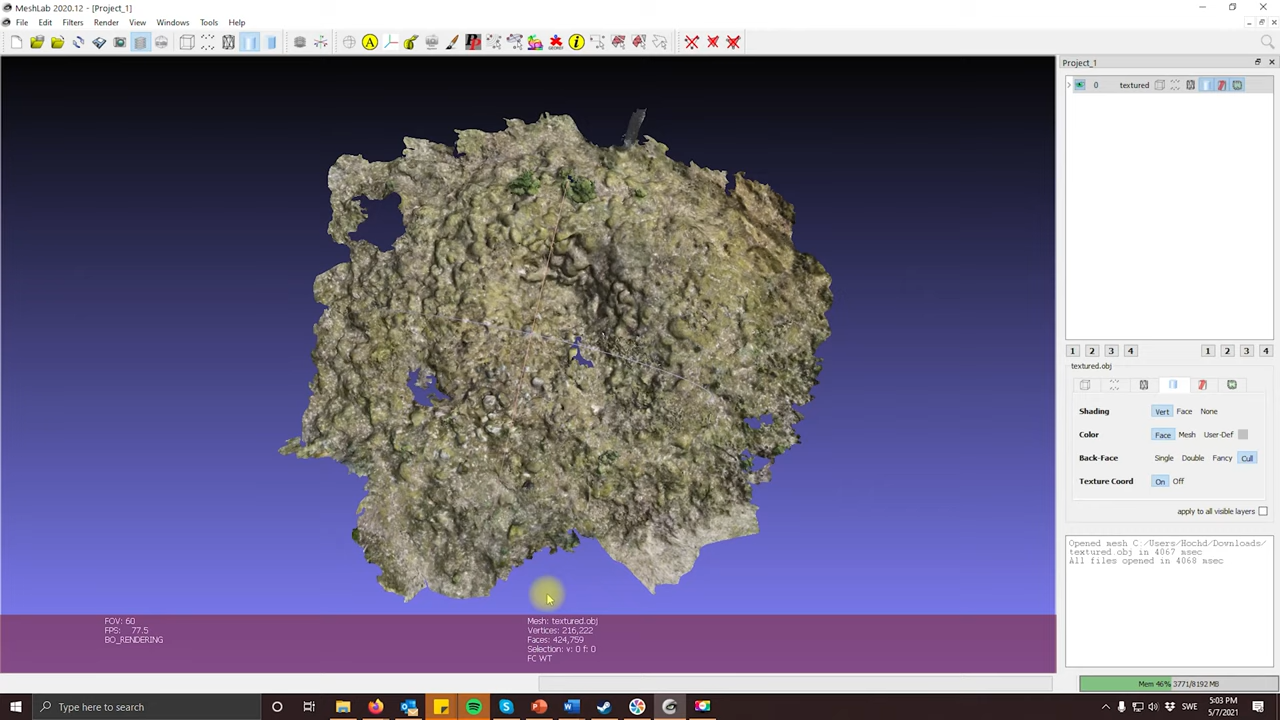 MeshLab 2020.12 - [Project_1]
File Edit Filters Render View Windows Tools Help
Project_1
0 textured
1 2 3 4 1 2 3 4
textured.obj
Shading Vert Face None
Color Face Mesh User-Def
Back-Face Single Double Fancy Cull
Texture Coord On Off
apply to all visible layers
Opened mesh C:/Users/Hochd/Downloads/
textured.obj in 4067 msec
All files opened in 4068 msec
FOV: 60
FPS: 77.5
BO_RENDERING
Mesh: textured.obj
Vertices: 216,222
Faces: 424,759
Selection: v: 0 f: 0
FC WT
Mem 46% 3771/8192 MB
Type here to search
SWE
5:03 PM
5/7/2021